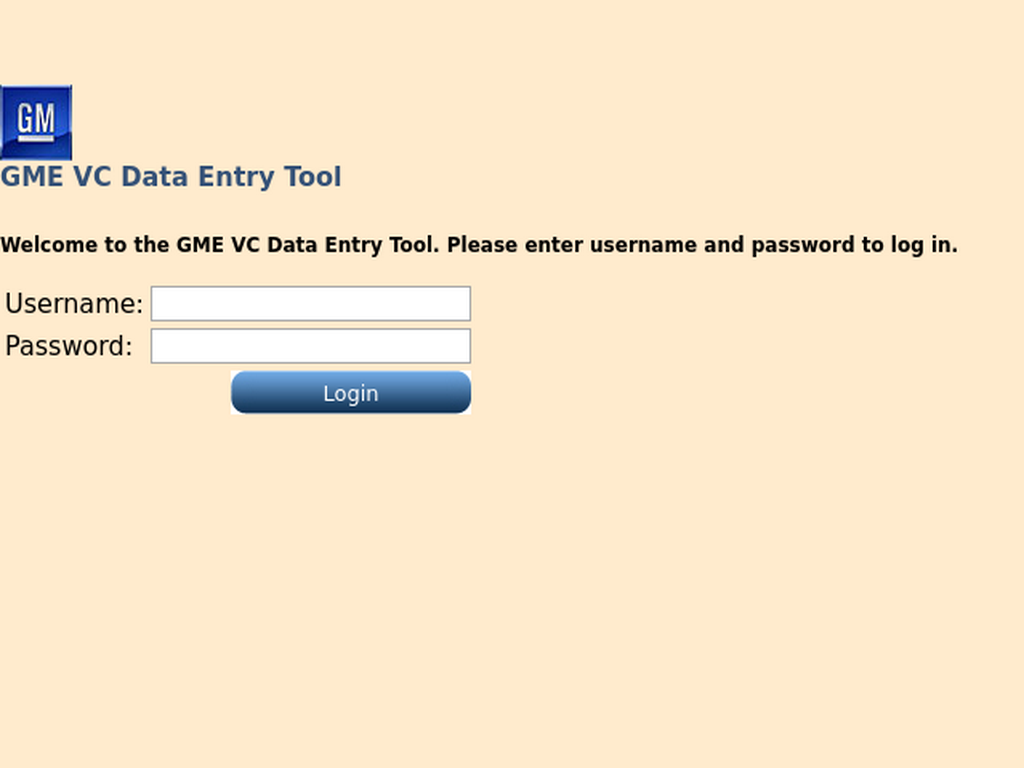 GM
GME VC Data Entry Tool
Welcome to the GME VC Data Entry Tool. Please enter username and password to log in.
Username:
Password:
Login